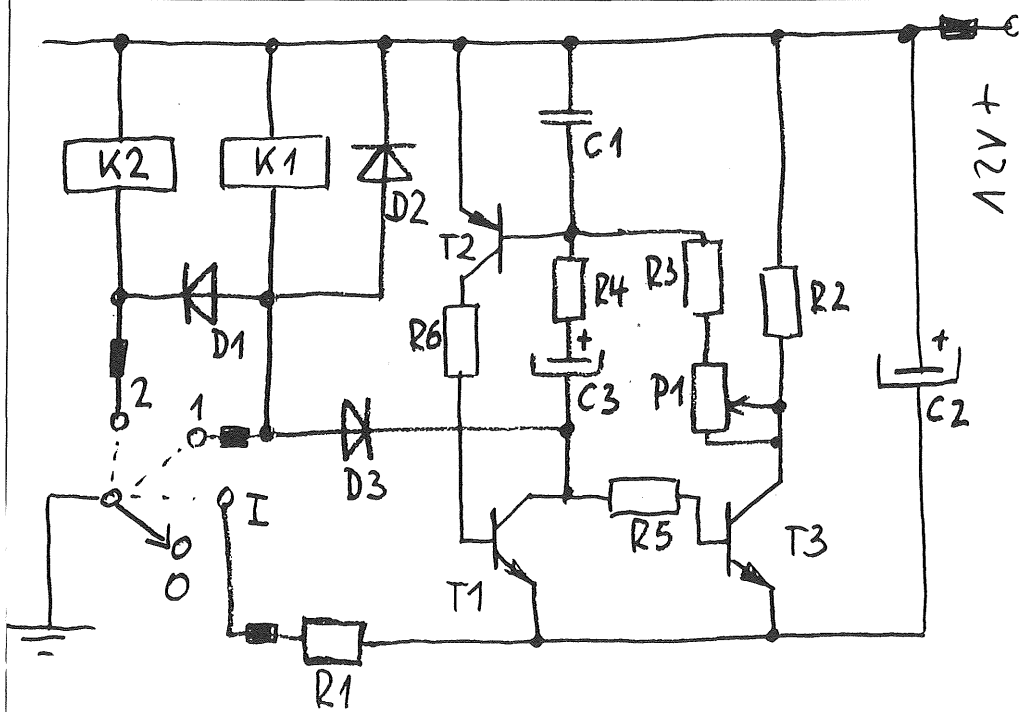 12V +
K2
K1
D2
C1
T2
R3
R4
R2
R6
D1
+
P1
C3
+
C2
2
1
D3
I
R5
T3
0
T1
R1